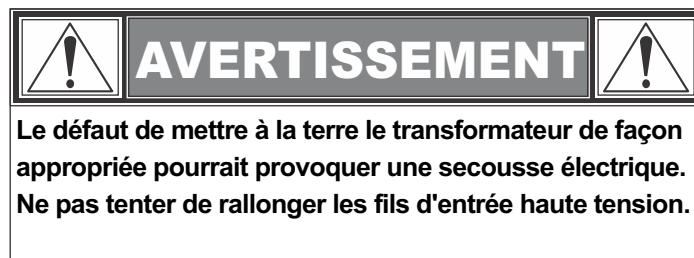 AVERTISSEMENT
Le défaut de mettre à la terre le transformateur de façon
appropriée pourrait provoquer une secousse électrique.
Ne pas tenter de rallonger les fils d'entrée haute tension.